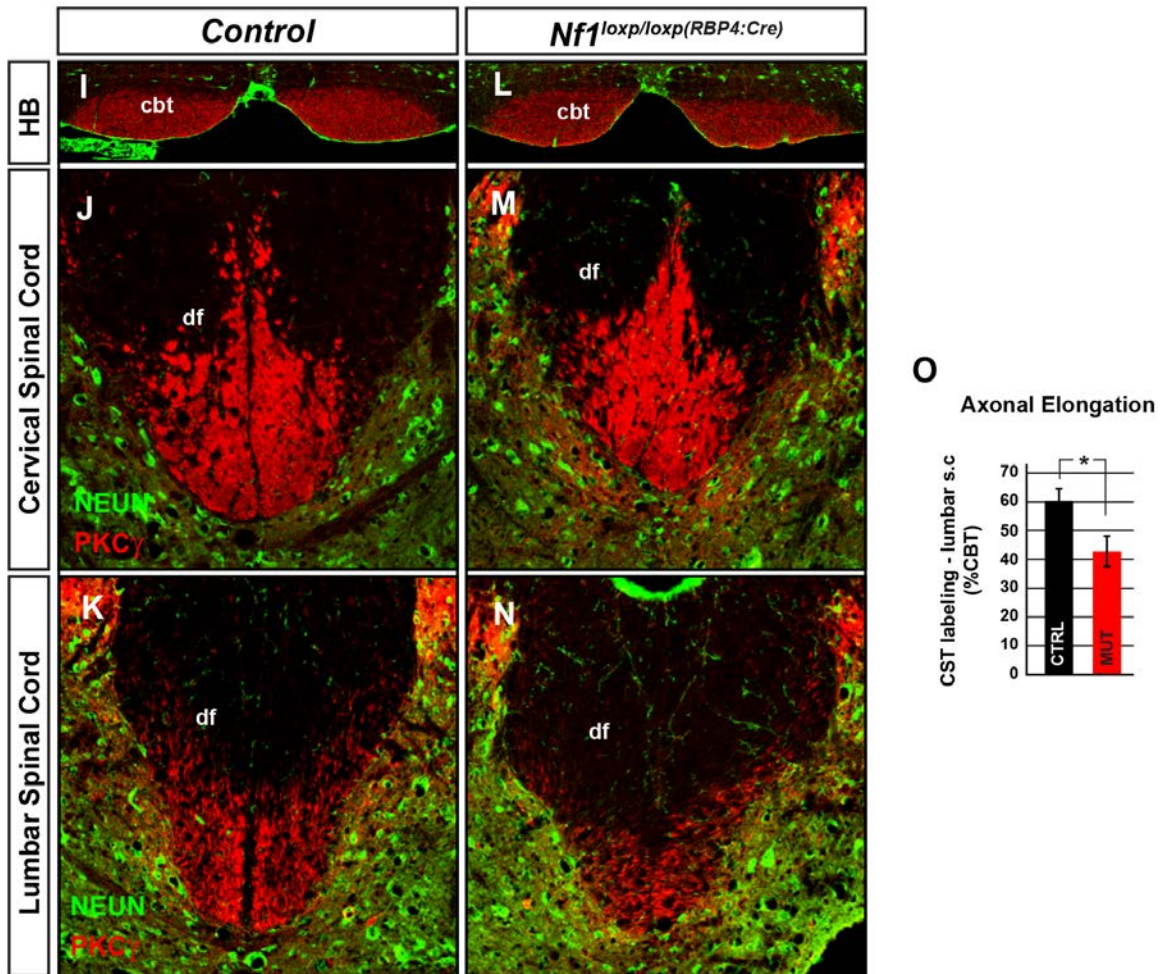 Control
Nf1loxp/loxp(RBP4:Cre)
HB
I
cbt
L
cbt
Cervical Spinal Cord
J
df
NEUN
PKCγ
M
df
Lumbar Spinal Cord
K
df
NEUN
PKCγ
N
df
O
Axonal Elongation
CST labeling - lumbar s.c
(%CBT)
70
60
50
40
30
20
10
0
*
CTRL
MUT